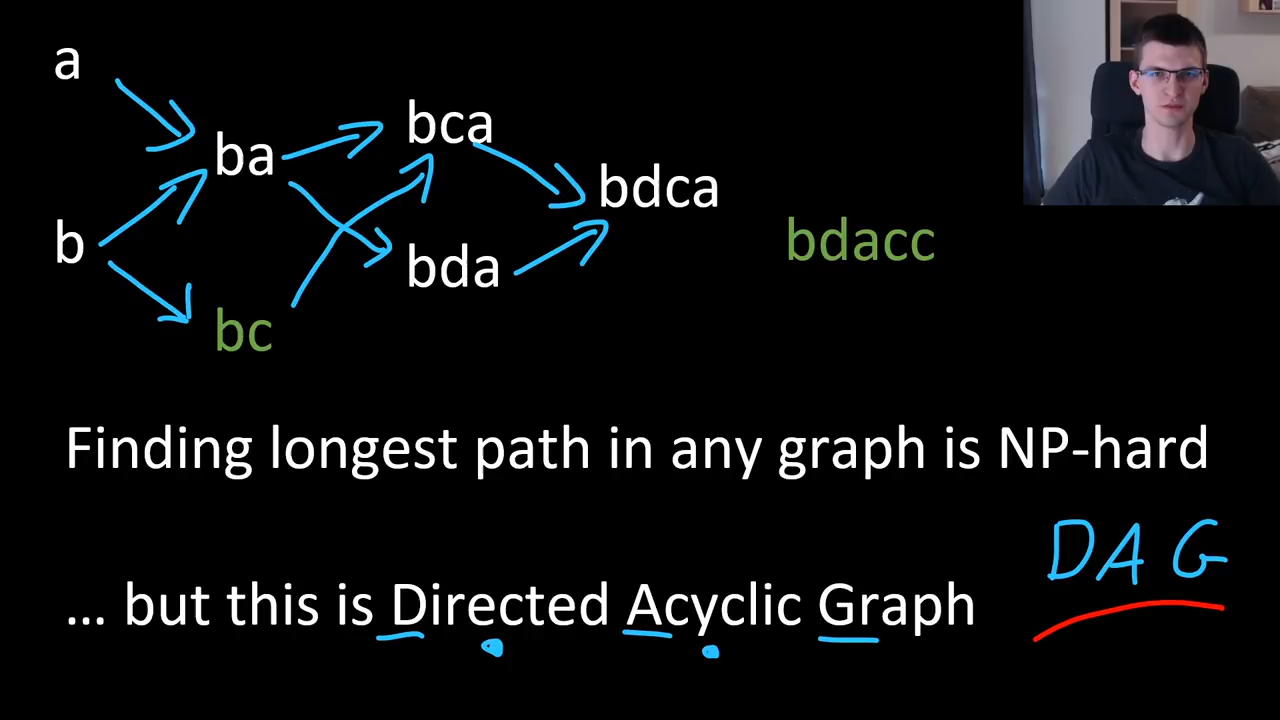 a
bca
ba
bdca
b
bdacc
bda
bc
Finding longest path in any graph is NP-hard
DAG
... but this is Directed Acyclic Graph